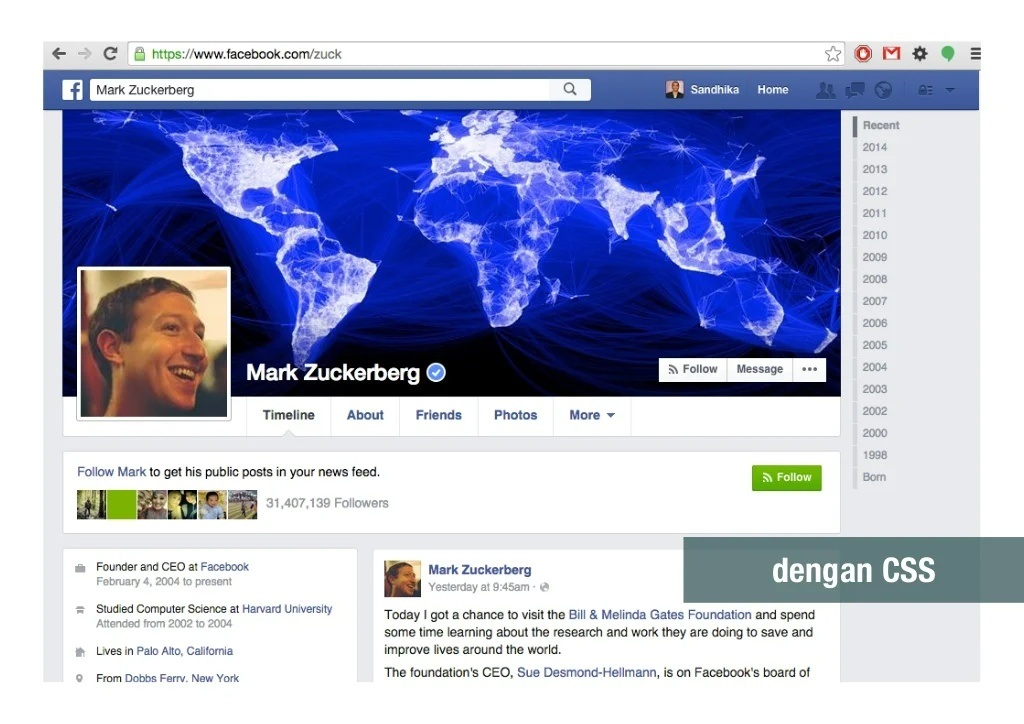 https://www.facebook.com/zuck
f Mark Zuckerberg Sandhika Home
Recent
2014
2013
2012
2011
2010
2009
2008
2007
2006
2005
2004
2003
2002
2000
1998
Born
Mark Zuckerberg
Follow Message •••
Timeline About Friends Photos More
Follow Mark to get his public posts in your news feed.
31,407,139 Followers
Follow
Founder and CEO at Facebook
February 4, 2004 to present
Studied Computer Science at Harvard University
Attended from 2002 to 2004
Lives in Palo Alto, California
From Dobbs Ferry, New York
Mark Zuckerberg
Yesterday at 9:45am ·
Today I got a chance to visit the Bill & Melinda Gates Foundation and spend
some time learning about the research and work they are doing to save and
improve lives around the world.
The foundation's CEO, Sue Desmond-Hellmann, is on Facebook's board of
dengan CSS